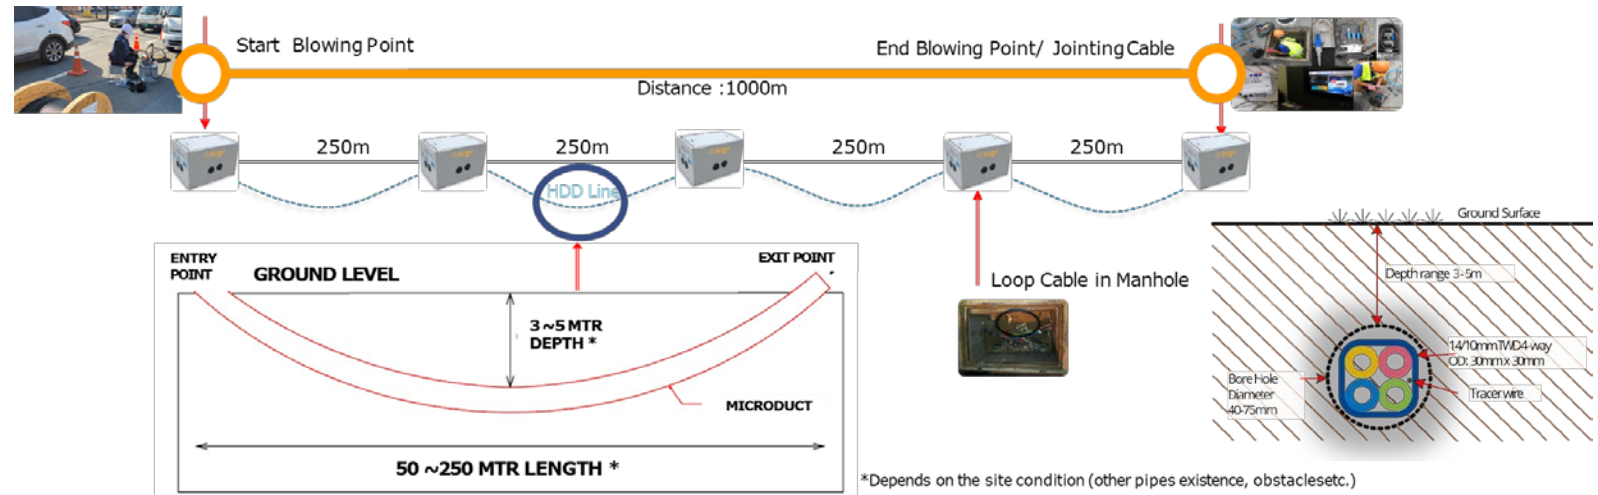 Start Blowing Point
End Blowing Point/ Jointing Cable
Distance :1000m
250m
250m
250m
250m
HDD Line
Loop Cable in Manhole
ENTRY
POINT
GROUND LEVEL
EXIT POINT
3 ~5 MTR
DEPTH *
MICRODUCT
50 ~250 MTR LENGTH *
*Depends on the site condition (other pipes existence, obstaclesetc.)
Ground Surface
Depth range 3-5m
14/10mmTWD4-way
OD: 30mm x 30mm
Bore Hole
Diameter
40-75mm
Tracer wire